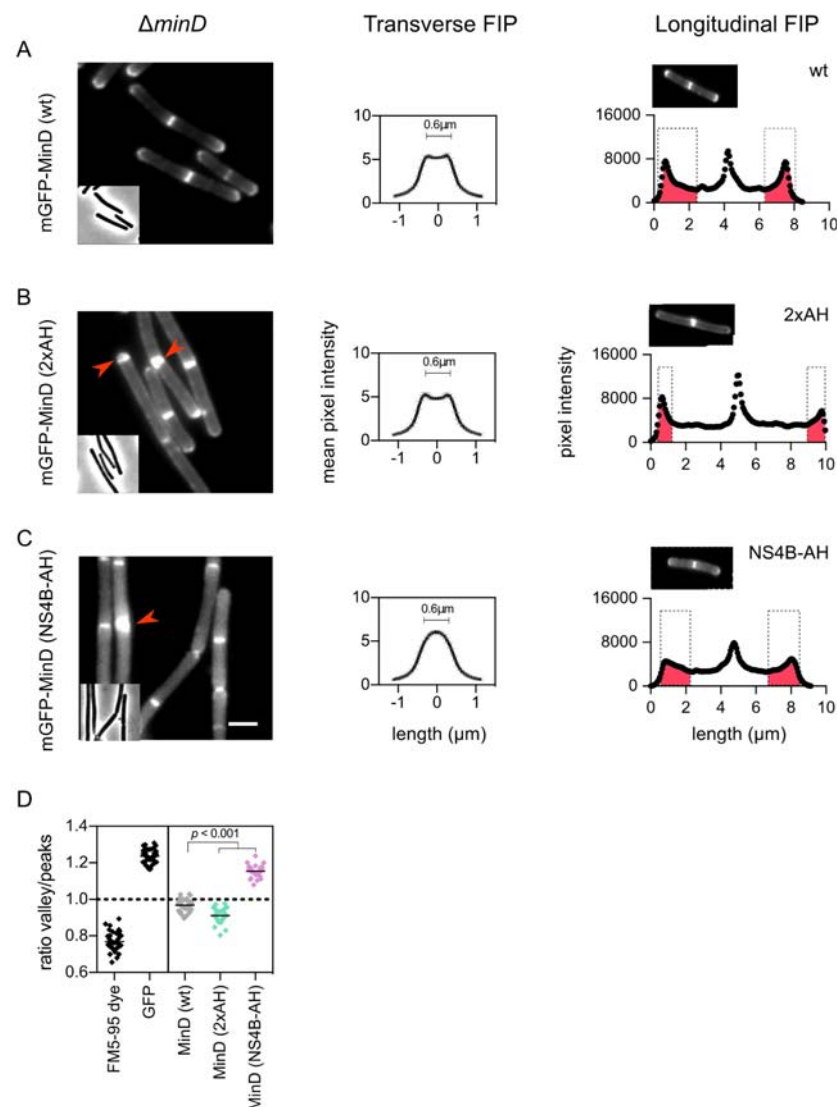 ΔminD
Transverse FIP
Longitudinal FIP
A
mGFP-MinD (wt)
10
5
0
0.6µm
-1 0 1
wt
16000
8000
0
0 2 4 6 8 10
B
mGFP-MinD (2xAH)
mean pixel intensity
10
5
0
0.6µm
-1 0 1
2xAH
pixel intensity
16000
8000
0
0 2 4 6 8 10
C
mGFP-MinD (NS4B-AH)
10
5
0
0.6µm
-1 0 1
length (µm)
NS4B-AH
16000
8000
0
0 2 4 6 8 10
length (µm)
D
ratio valley/peaks
1.4
1.2
1.0
0.8
0.6
p < 0.001
FM5-95 dye
GFP
MinD (wt)
MinD (2xAH)
MinD (NS4B-AH)